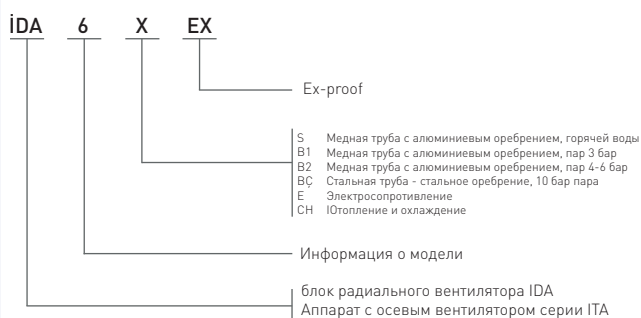 İDA 6 X EX
Ex-proof
S Медная труба с алюминиевым оребрением, горячей воды
B1 Медная труба с алюминиевым оребрением, пар 3 бар
B2 Медная труба с алюминиевым оребрением, пар 4-6 бар
BÇ Стальная труба - стальное оребрение, 10 бар пара
E Электросопротивление
CH IОтопление и охлаждение
Информация о модели
блок радиального вентилятора IDA
Аппарат с осевым вентилятором серии ITA